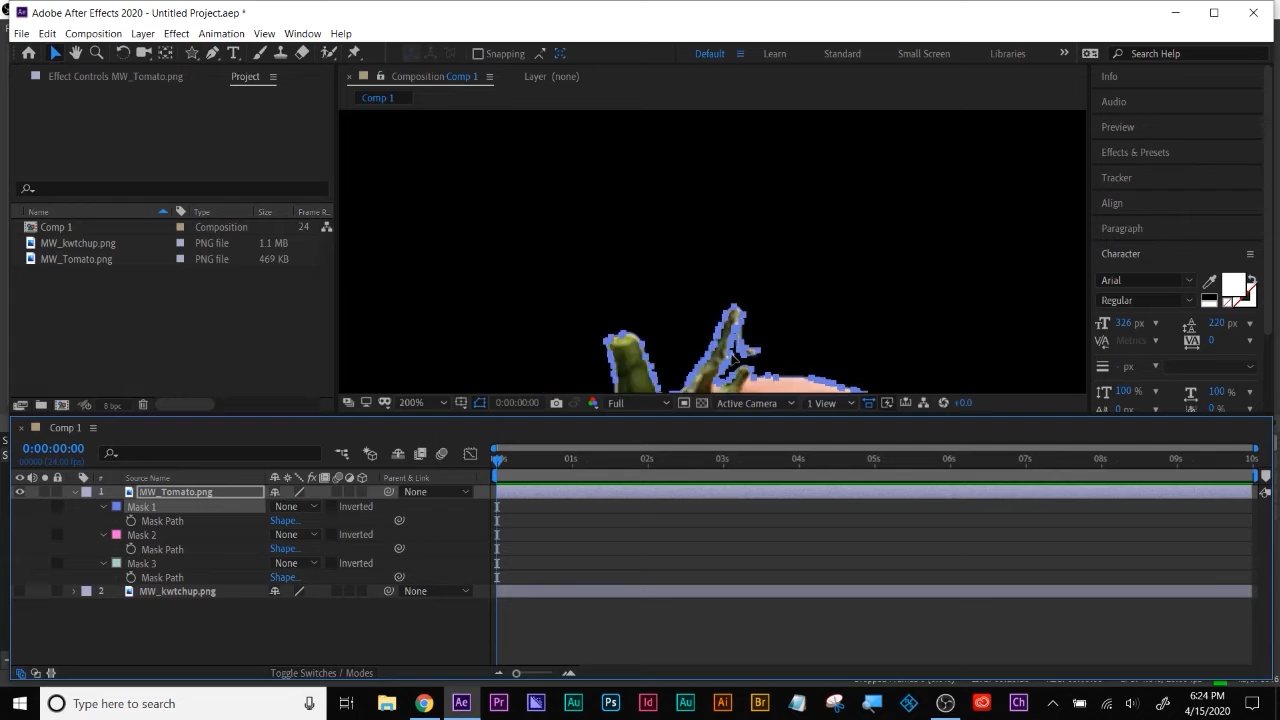 Adobe After Effects 2020 - Untitled Project.aep *
File Edit Composition Layer Effect Animation View Window Help
Snapping Default Learn Standard Small Screen Libraries Search Help
Effect Controls MW_Tomato.png Project
Composition Comp 1 Layer (none)
Comp 1
Info
Audio
Preview
Effects & Presets
Tracker
Align
Paragraph
Character
Name Type Size Frame R...
Comp 1 Composition 24
MW_kwtchup.png PNG file 1.1 MB
MW_Tomato.png PNG file 469 KB
Arial
Regular
326 px 220 px
Metrics 0
- px
100 % 100 %
0 px 0 %
8 bpc
200% 0:00:00:00 Full Active Camera 1 View +0.0
Comp 1
0:00:00:00
00000 (24.00 fps)
01s 02s 03s 04s 05s 06s 07s 08s 09s 10s
# Source Name Parent & Link
1 MW_Tomato.png None
Mask 1 None Inverted
Mask Path Shape...
Mask 2 None Inverted
Mask Path Shape...
Mask 3 None Inverted
Mask Path Shape...
2 MW_kwtchup.png None
Toggle Switches / Modes
Type here to search
6:24 PM
4/15/2020